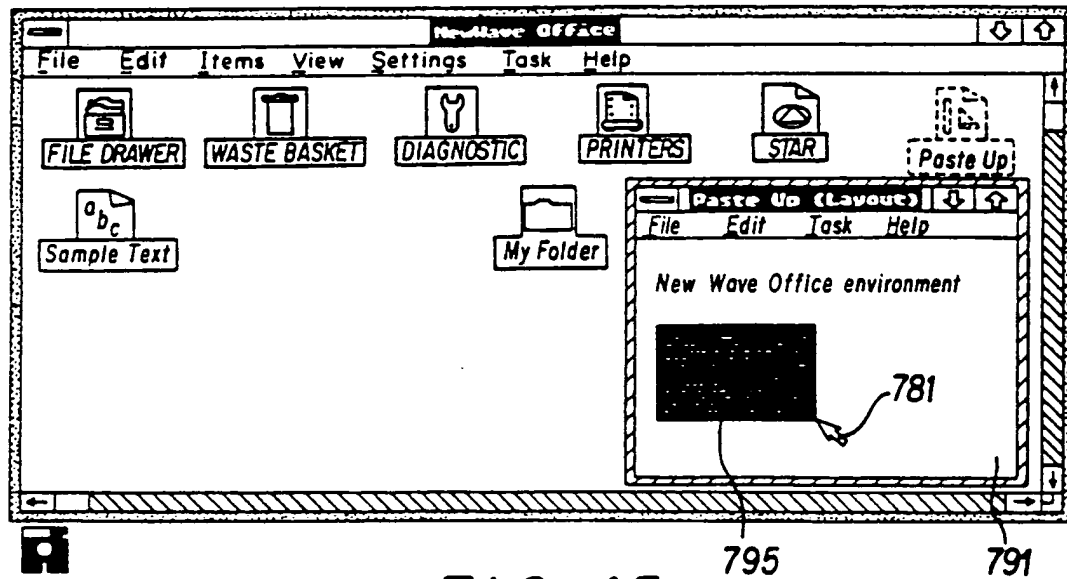 NewWave Office
File Edit Items View Settings Task Help
FILE DRAWER WASTE BASKET DIAGNOSTIC PRINTERS STAR Paste Up
Paste Up (Layout)
File Edit Task Help
abc
Sample Text
My Folder
New Wave Office environment
781
795
791